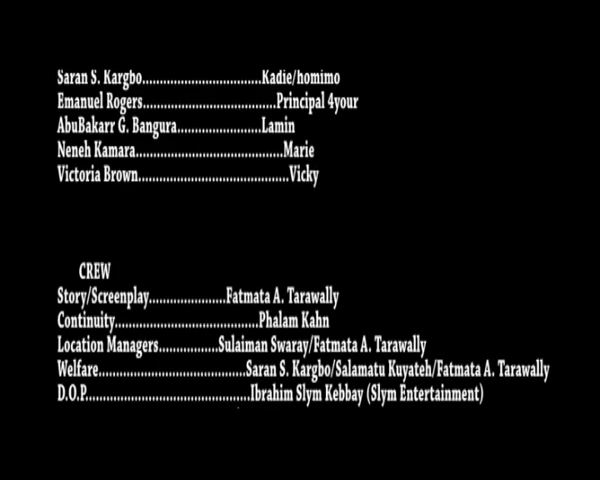 Saran S. Kargbo..................................Kadie/homimo
Emanuel Rogers......................................Principal 4your
AbuBakarr G. Bangura........................Lamin
Neneh Kamara..........................................Marie
Victoria Brown...........................................Vicky
CREW
Story/Screenplay......................Fatmata A. Tarawally
Continuity.........................................Phalam Kahn
Location Managers.................Sulaiman Swaray/Fatmata A. Tarawally
Welfare..........................................Saran S. Kargbo/Salamatu Kuyateh/Fatmata A. Tarawally
D.O.P...............................................Ibrahim Slym Kebbay (Slym Entertainment)